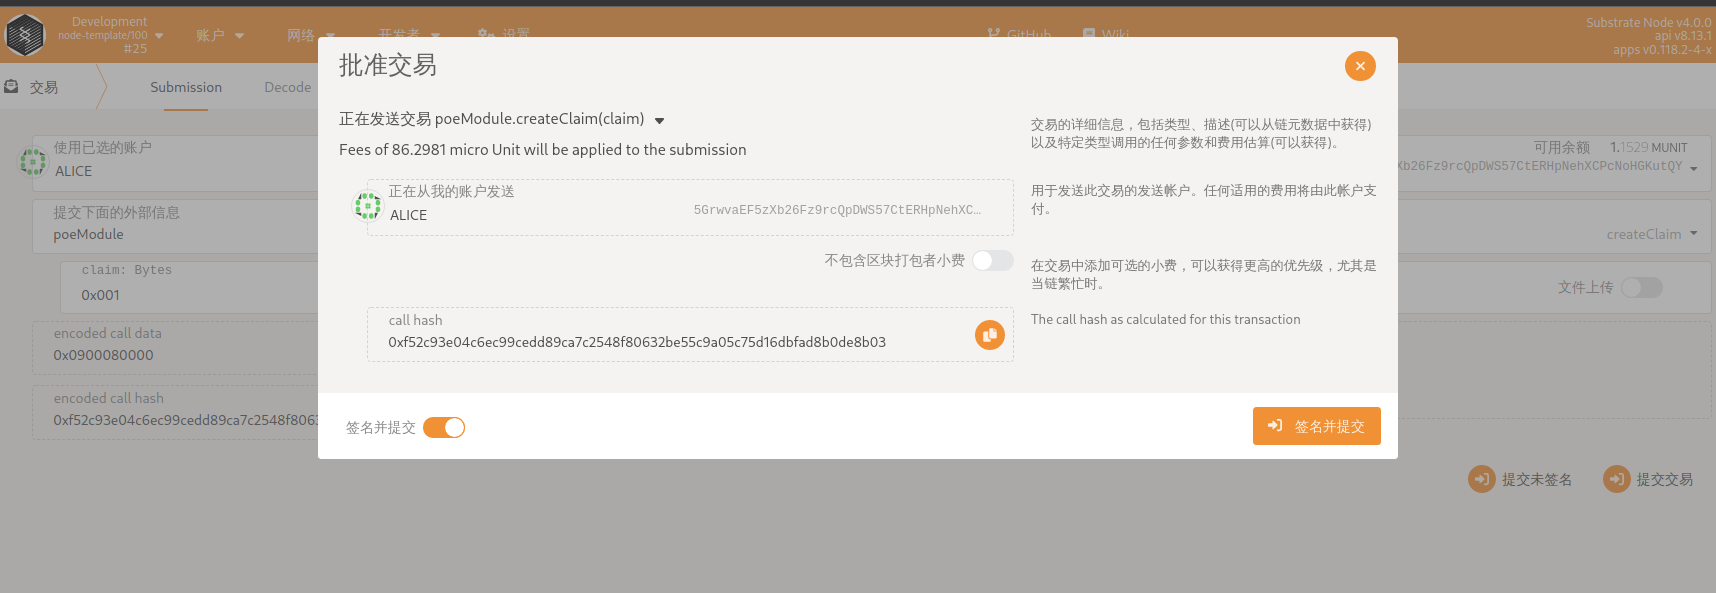 Development
node-template/100
#25
账户
网络
开发者
设置
GitHub
Wiki
Substrate Node v4.0.0
api v8.13.1
apps v0.118.2-4-x
交易
Submission
Decode
使用已选的账户
ALICE
可用余额 1.1529 MUNIT
Xb26Fz9rcQpDWS57CtERHpNehXCPcNoHGKutQY
提交下面的外部信息
poeModule
createClaim
claim: Bytes
0x001
文件上传
encoded call data
0x0900080000
encoded call hash
0xf52c93e04c6ec99cedd89ca7c2548f8063
提交未签名
提交交易
批准交易
正在发送交易 poeModule.createClaim(claim)
Fees of 86.2981 micro Unit will be applied to the submission
交易的详细信息，包括类型、描述(可以从链元数据中获得)
以及特定类型调用的任何参数和费用估算(可以获得)。
正在从我的账户发送
ALICE
5GrwvaEF5zXb26Fz9rcQpDWS57CtERHpNehXC…
用于发送此交易的发送帐户。任何适用的费用将由此帐户支
付。
不包含区块打包者小费
在交易中添加可选的小费，可以获得更高的优先级，尤其是
当链繁忙时。
call hash
0xf52c93e04c6ec99cedd89ca7c2548f80632be55c9a05c75d16dbfad8b0de8b03
The call hash as calculated for this transaction
签名并提交
签名并提交